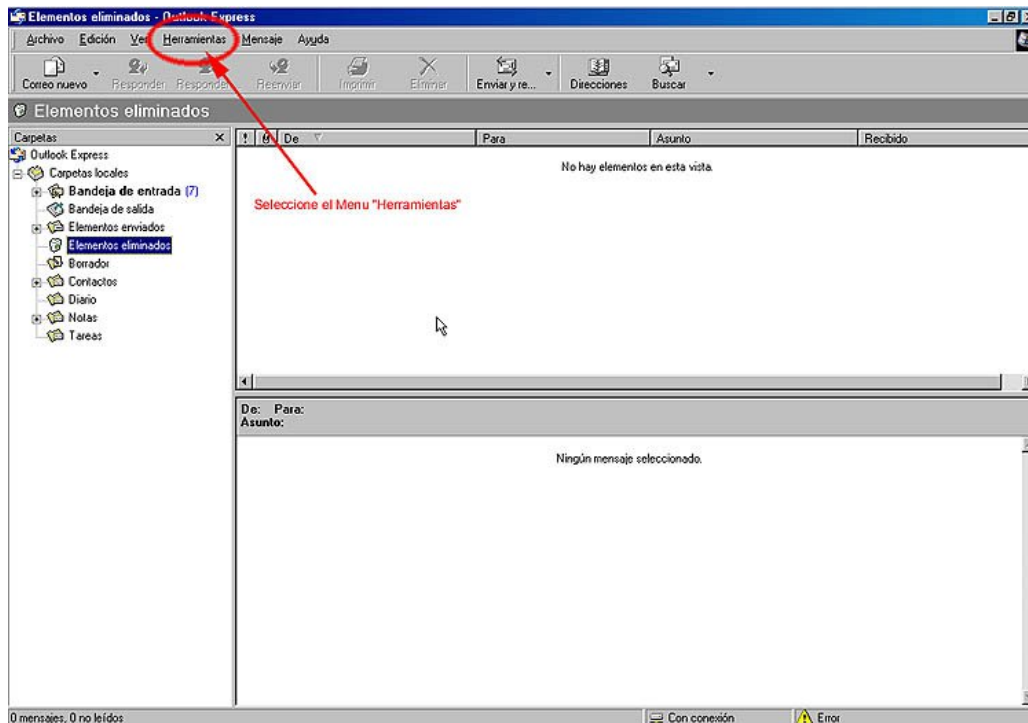 Elementos eliminados - Outlook Express
Archivo Edición Ver Herramientas Mensaje Ayuda
Correo nuevo Responder Responder Reenviar Imprimir Eliminar Enviar y re... Direcciones Buscar
Elementos eliminados
Carpetas
! De Para Asunto Recibido
Outlook Express
Carpetas locales
Bandeja de entrada (7)
Bandeja de salida
Elementos enviados
Elementos eliminados
Borrador
Contactos
Diario
Notas
Tareas
No hay elementos en esta vista.
Seleccione el Menu "Herramientas"
De: Para:
Asunto:
Ningún mensaje seleccionado.
0 mensajes, 0 no leídos Con conexión Error